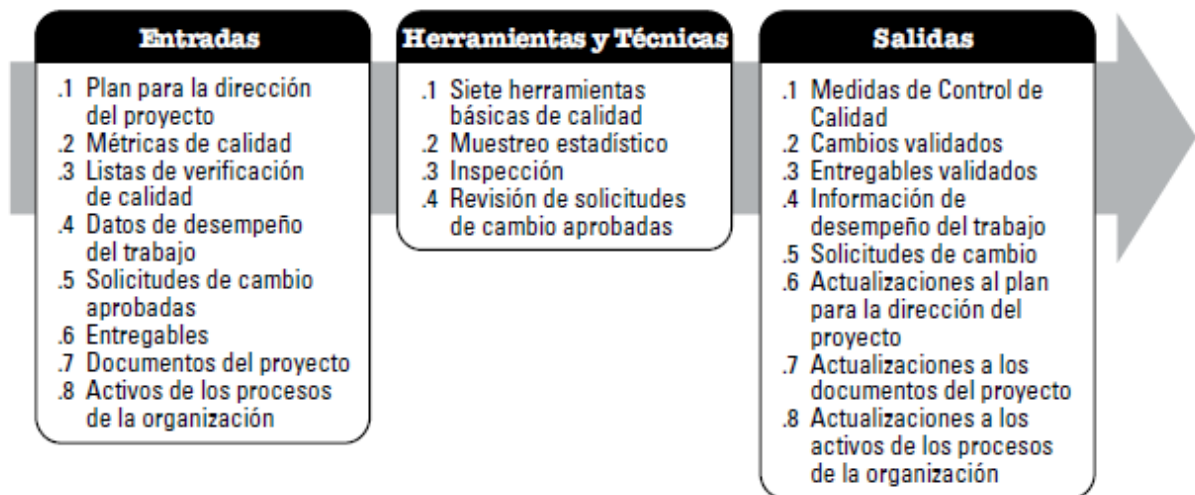 Entradas
.1 Plan para la dirección
del proyecto
.2 Métricas de calidad
.3 Listas de verificación
de calidad
.4 Datos de desempeño
del trabajo
.5 Solicitudes de cambio
aprobadas
.6 Entregables
.7 Documentos del proyecto
.8 Activos de los procesos
de la organización
Herramientas y Técnicas
.1 Siete herramientas
básicas de calidad
.2 Muestreo estadístico
.3 Inspección
.4 Revisión de solicitudes
de cambio aprobadas
Salidas
.1 Medidas de Control de
Calidad
.2 Cambios validados
.3 Entregables validados
.4 Información de
desempeño del trabajo
.5 Solicitudes de cambio
.6 Actualizaciones al plan
para la dirección del
proyecto
.7 Actualizaciones a los
documentos del proyecto
.8 Actualizaciones a los
activos de los procesos
de la organización